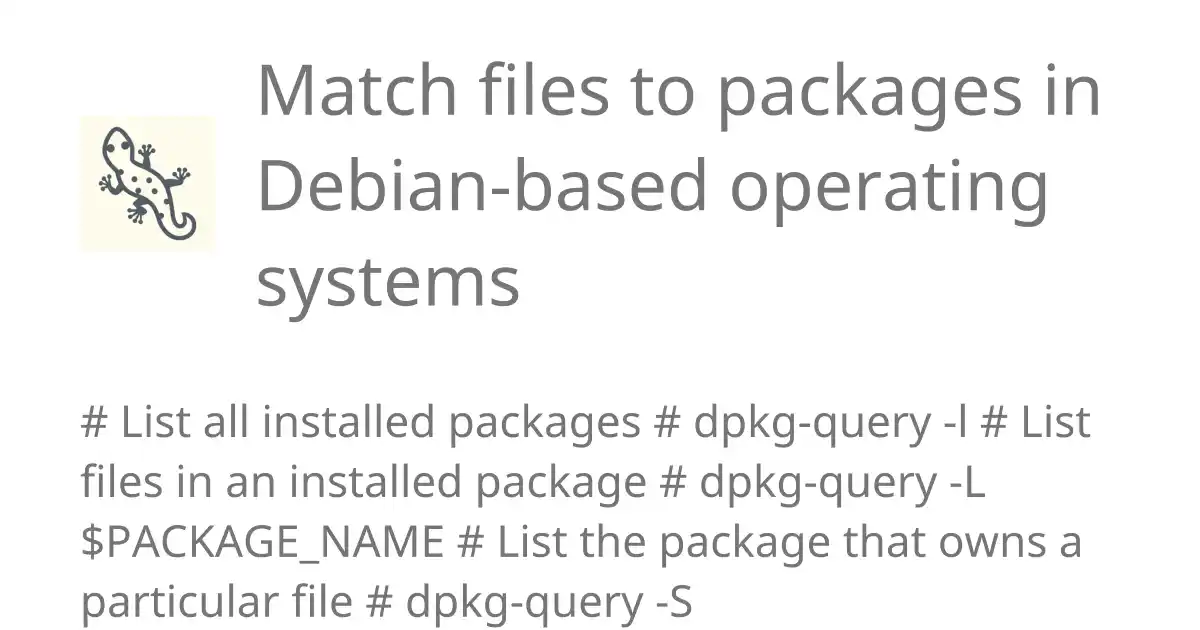 Match files to packages in
Debian-based operating
systems
# List all installed packages # dpkg-query -l # List
files in an installed package # dpkg-query -L
$PACKAGE_NAME # List the package that owns a
particular file # dpkg-query -S